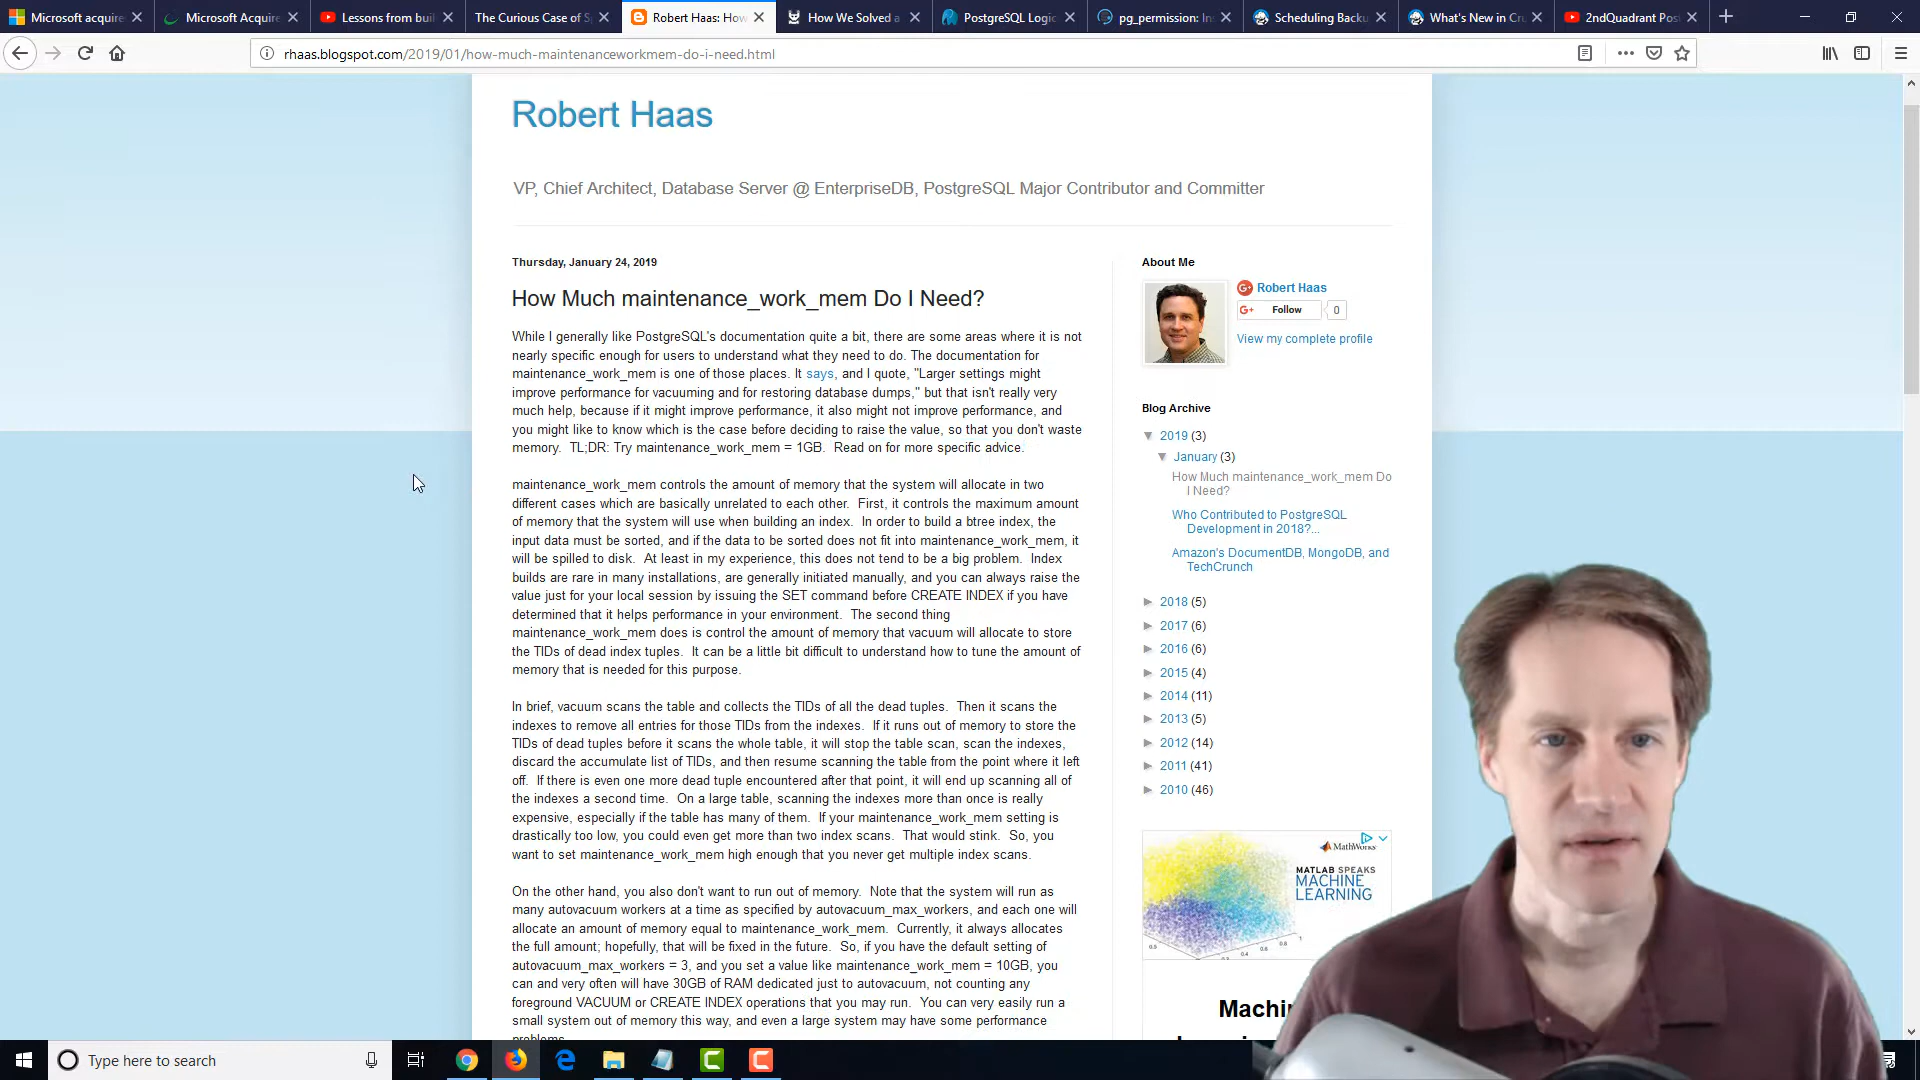 Microsoft acquire
Microsoft Acquire
Lessons from buil
The Curious Case of S
Robert Haas: How
How We Solved a
PostgreSQL Logic
pg_permission: In
Scheduling Backu
What's New in Cru
2ndQuadrant Pos
rhaas.blogspot.com/2019/01/how-much-maintenanceworkmem-do-i-need.html
Robert Haas
VP, Chief Architect, Database Server @ EnterpriseDB, PostgreSQL Major Contributor and Committer
Thursday, January 24, 2019
How Much maintenance_work_mem Do I Need?
While I generally like PostgreSQL's documentation quite a bit, there are some areas where it is not
nearly specific enough for users to understand what they need to do. The documentation for
maintenance_work_mem is one of those places. It says, and I quote, "Larger settings might
improve performance for vacuuming and for restoring database dumps," but that isn't really very
much help, because if it might improve performance, it also might not improve performance, and
you might like to know which is the case before deciding to raise the value, so that you don't waste
memory. TL;DR: Try maintenance_work_mem = 1GB. Read on for more specific advice.
maintenance_work_mem controls the amount of memory that the system will allocate in two
different cases which are basically unrelated to each other. First, it controls the maximum amount
of memory that the system will use when building an index. In order to build a btree index, the
input data must be sorted, and if the data to be sorted does not fit into maintenance_work_mem, it
will be spilled to disk. At least in my experience, this does not tend to be a big problem. Index
builds are rare in many installations, are generally initiated manually, and you can always raise the
value just for your local session by issuing the SET command before CREATE INDEX if you have
determined that it helps performance in your environment. The second thing
maintenance_work_mem does is control the amount of memory that vacuum will allocate to store
the TIDs of dead index tuples. It can be a little bit difficult to understand how to tune the amount of
memory that is needed for this purpose.
In brief, vacuum scans the table and collects the TIDs of all the dead tuples. Then it scans the
indexes to remove all entries for those TIDs from the indexes. If it runs out of memory to store the
TIDs of dead tuples before it scans the whole table, it will stop the table scan, scan the indexes,
discard the accumulate list of TIDs, and then resume scanning the table from the point where it left
off. If there is even one more dead tuple encountered after that point, it will end up scanning all of
the indexes a second time. On a large table, scanning the indexes more than once is really
expensive, especially if the table has many of them. If your maintenance_work_mem setting is
drastically too low, you could even get more than two index scans. That would stink. So, you
want to set maintenance_work_mem high enough that you never get multiple index scans.
On the other hand, you also don't want to run out of memory. Note that the system will run as
many autovacuum workers at a time as specified by autovacuum_max_workers, and each one will
allocate an amount of memory equal to maintenance_work_mem. Currently, it always allocates
the full amount; hopefully, that will be fixed in the future. So, if you have the default setting of
autovacuum_max_workers = 3, and you set a value like maintenance_work_mem = 10GB, you
can and very often will have 30GB of RAM dedicated just to autovacuum, not counting any
foreground VACUUM or CREATE INDEX operations that you may run. You can very easily run a
small system out of memory this way, and even a large system may have some performance
problems.
About Me
Robert Haas
Follow
0
View my complete profile
Blog Archive
▼ 2019 (3)
▼ January (3)
How Much maintenance_work_mem Do
I Need?
Who Contributed to PostgreSQL
Development in 2018?...
Amazon's DocumentDB, MongoDB, and
TechCrunch
► 2018 (5)
► 2017 (6)
► 2016 (6)
► 2015 (4)
► 2014 (11)
► 2013 (5)
► 2012 (14)
► 2011 (41)
► 2010 (46)
MathWorks
MATLAB SPEAKS
MACHINE
LEARNING
Machin
Type here to search